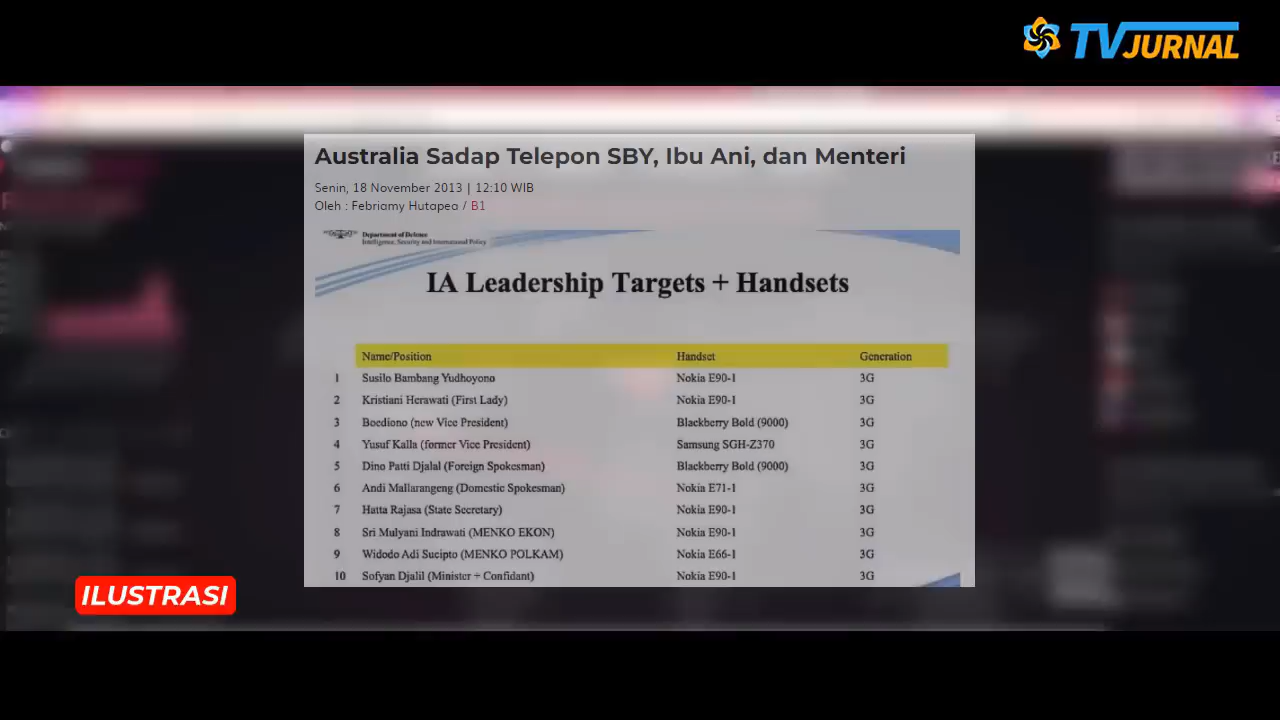 TVJURNAL
Australia Sadap Telepon SBY, Ibu Ani, dan Menteri
Senin, 18 November 2013 | 12:10 WIB
Oleh : Febriamy Hutapea / B1
Department of Defence
Intelligence, Security and International Policy
IA Leadership Targets + Handsets
Name/Position Handset Generation
1 Susilo Bambang Yudhoyono Nokia E90-1 3G
2 Kristiani Herawati (First Lady) Nokia E90-1 3G
3 Boediono (new Vice President) Blackberry Bold (9000) 3G
4 Yusuf Kalla (former Vice President) Samsung SGH-Z370 3G
5 Dino Patti Djalal (Foreign Spokesman) Blackberry Bold (9000) 3G
6 Andi Mallarangeng (Domestic Spokesman) Nokia E71-1 3G
7 Hatta Rajasa (State Secretary) Nokia E90-1 3G
8 Sri Mulyani Indrawati (MENKO EKON) Nokia E90-1 3G
9 Widodo Adi Sucipto (MENKO POLKAM) Nokia E66-1 3G
10 Sofyan Djalil (Minister + Confidant) Nokia E90-1 3G
ILUSTRASI